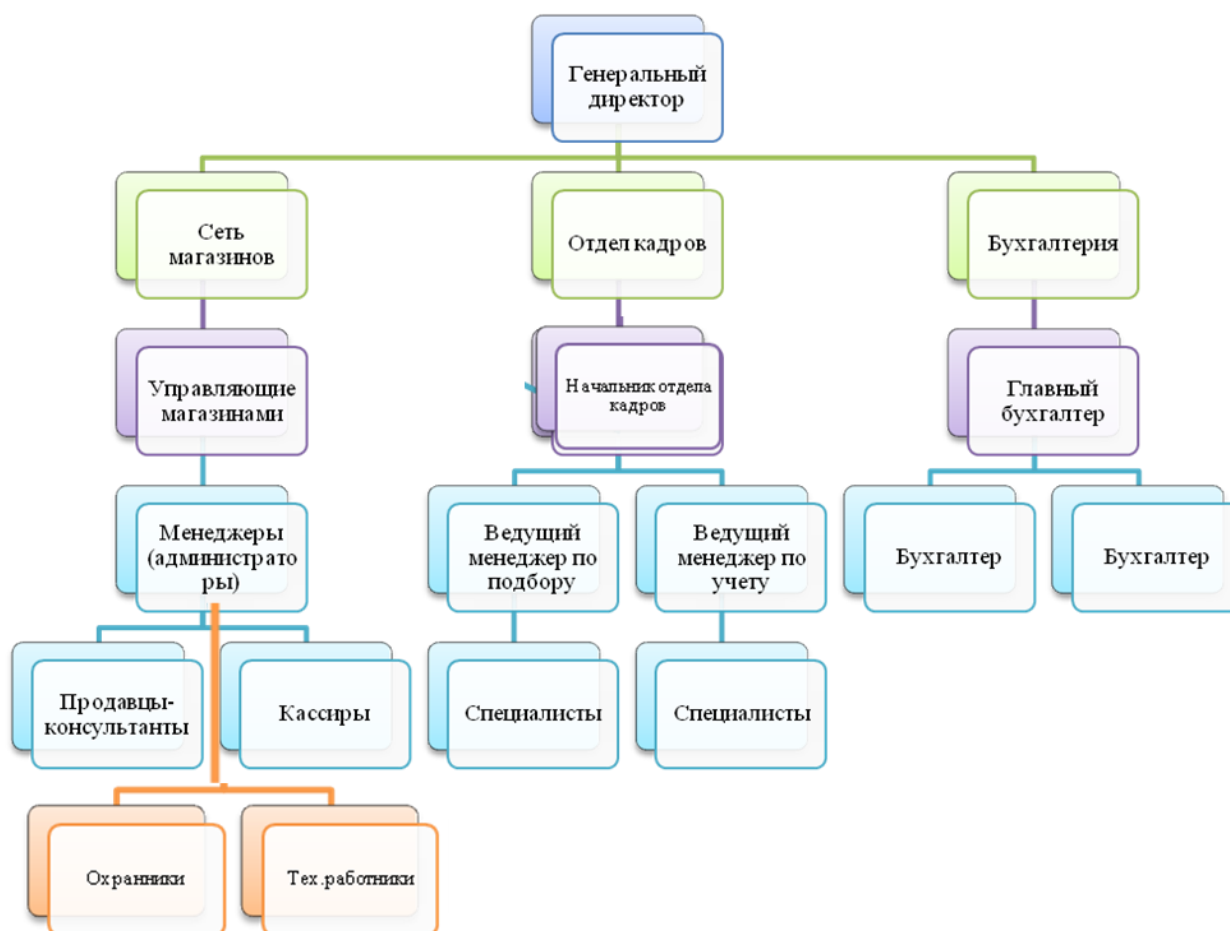 Генеральный
директор
Сеть
магазинов
Отдел кадров
Бухгалтерия
Управляющие
магазинами
Начальник отдела
кадров
Главный
бухгалтер
Менеджеры
(администрато
ры)
Ведущий
менеджер по
подбору
Ведущий
менеджер по
учету
Бухгалтер
Бухгалтер
Продавцы-
консультанты
Кассиры
Специалисты
Специалисты
Охранники
Тех.работники